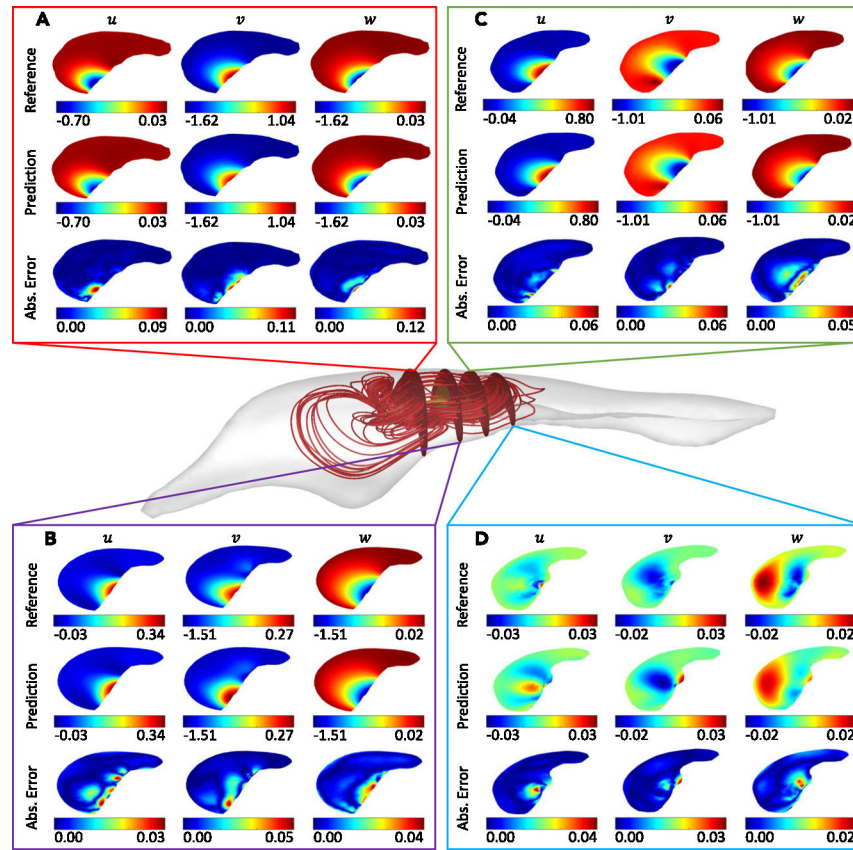 A
u v w
Reference
-0.70 0.03 -1.62 1.04 -1.62 0.03
Prediction
-0.70 0.03 -1.62 1.04 -1.62 0.03
Abs. Error
0.00 0.09 0.00 0.11 0.00 0.12
C
u v w
Reference
-0.04 0.80 -1.01 0.06 -1.01 0.02
Prediction
-0.04 0.80 -1.01 0.06 -1.01 0.02
Abs. Error
0.00 0.06 0.00 0.06 0.00 0.05
B
u v w
Reference
-0.03 0.34 -1.51 0.27 -1.51 0.02
Prediction
-0.03 0.34 -1.51 0.27 -1.51 0.02
Abs. Error
0.00 0.03 0.00 0.05 0.00 0.04
D
u v w
Reference
-0.03 0.03 -0.02 0.03 -0.02 0.02
Prediction
-0.03 0.03 -0.02 0.03 -0.02 0.02
Abs. Error
0.00 0.04 0.00 0.03 0.00 0.02